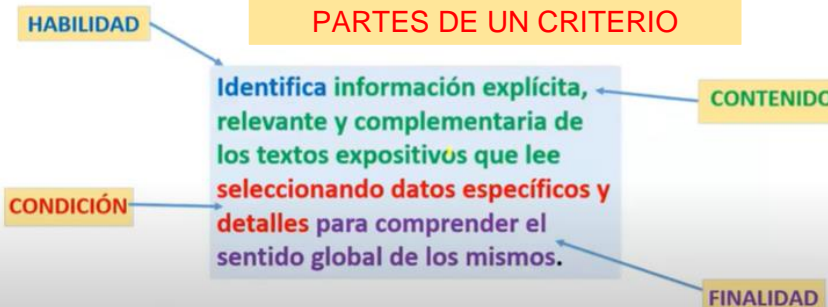 PARTES DE UN CRITERIO
HABILIDAD
Identifica información explícita,
relevante y complementaria de
los textos expositivos que lee
seleccionando datos específicos y
detalles para comprender el
sentido global de los mismos.
CONTENIDO
CONDICIÓN
FINALIDAD